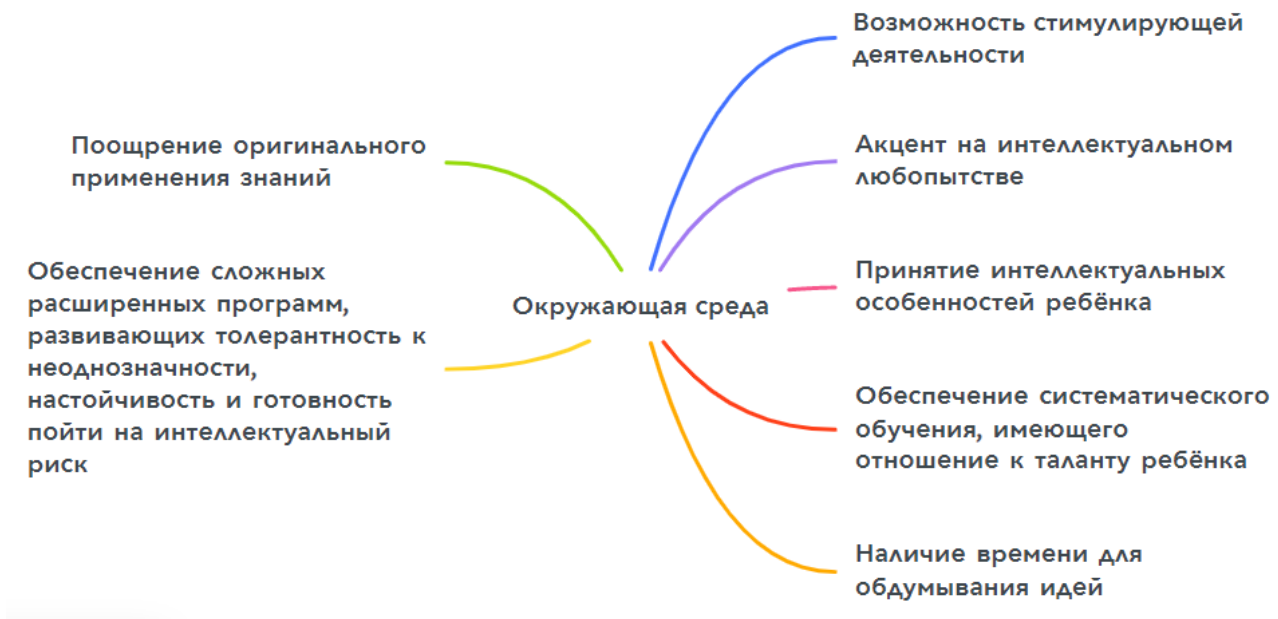 Возможность стимулирующей
деятельности
Поощрение оригинального
применения знаний
Акцент на интеллектуальном
любопытстве
Обеспечение сложных
расширенных программ,
развивающих толерантность к
неоднозначности,
настойчивость и готовность
пойти на интеллектуальный
риск
Окружающая среда
Принятие интеллектуальных
особенностей ребёнка
Обеспечение систематического
обучения, имеющего
отношение к таланту ребёнка
Наличие времени для
обдумывания идей